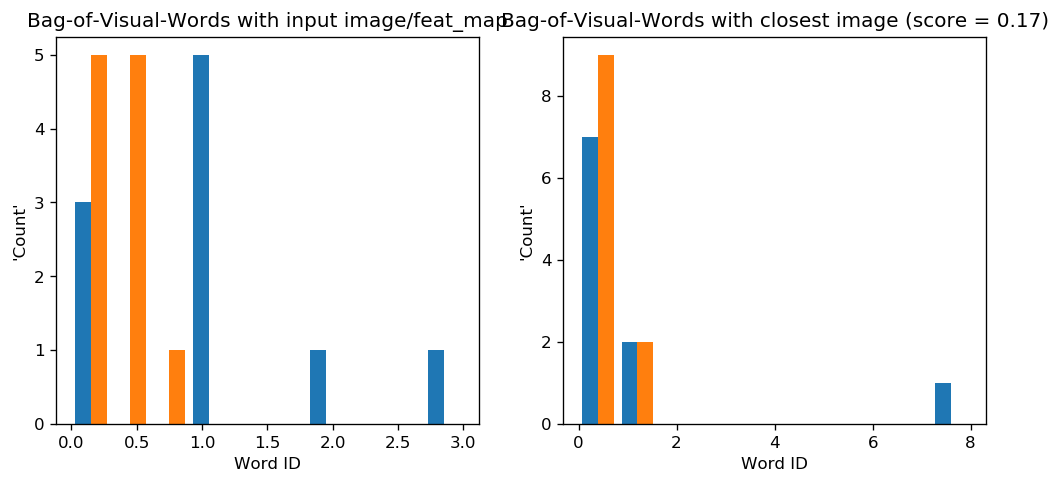 Bag-of-Visual-Words with input image/feat_map
Bag-of-Visual-Words with closest image (score = 0.17)
'Count'
5
4
3
2
1
0
0.0 0.5 1.0 1.5 2.0 2.5 3.0
Word ID
'Count'
8
6
4
2
0
0 2 4 6 8
Word ID